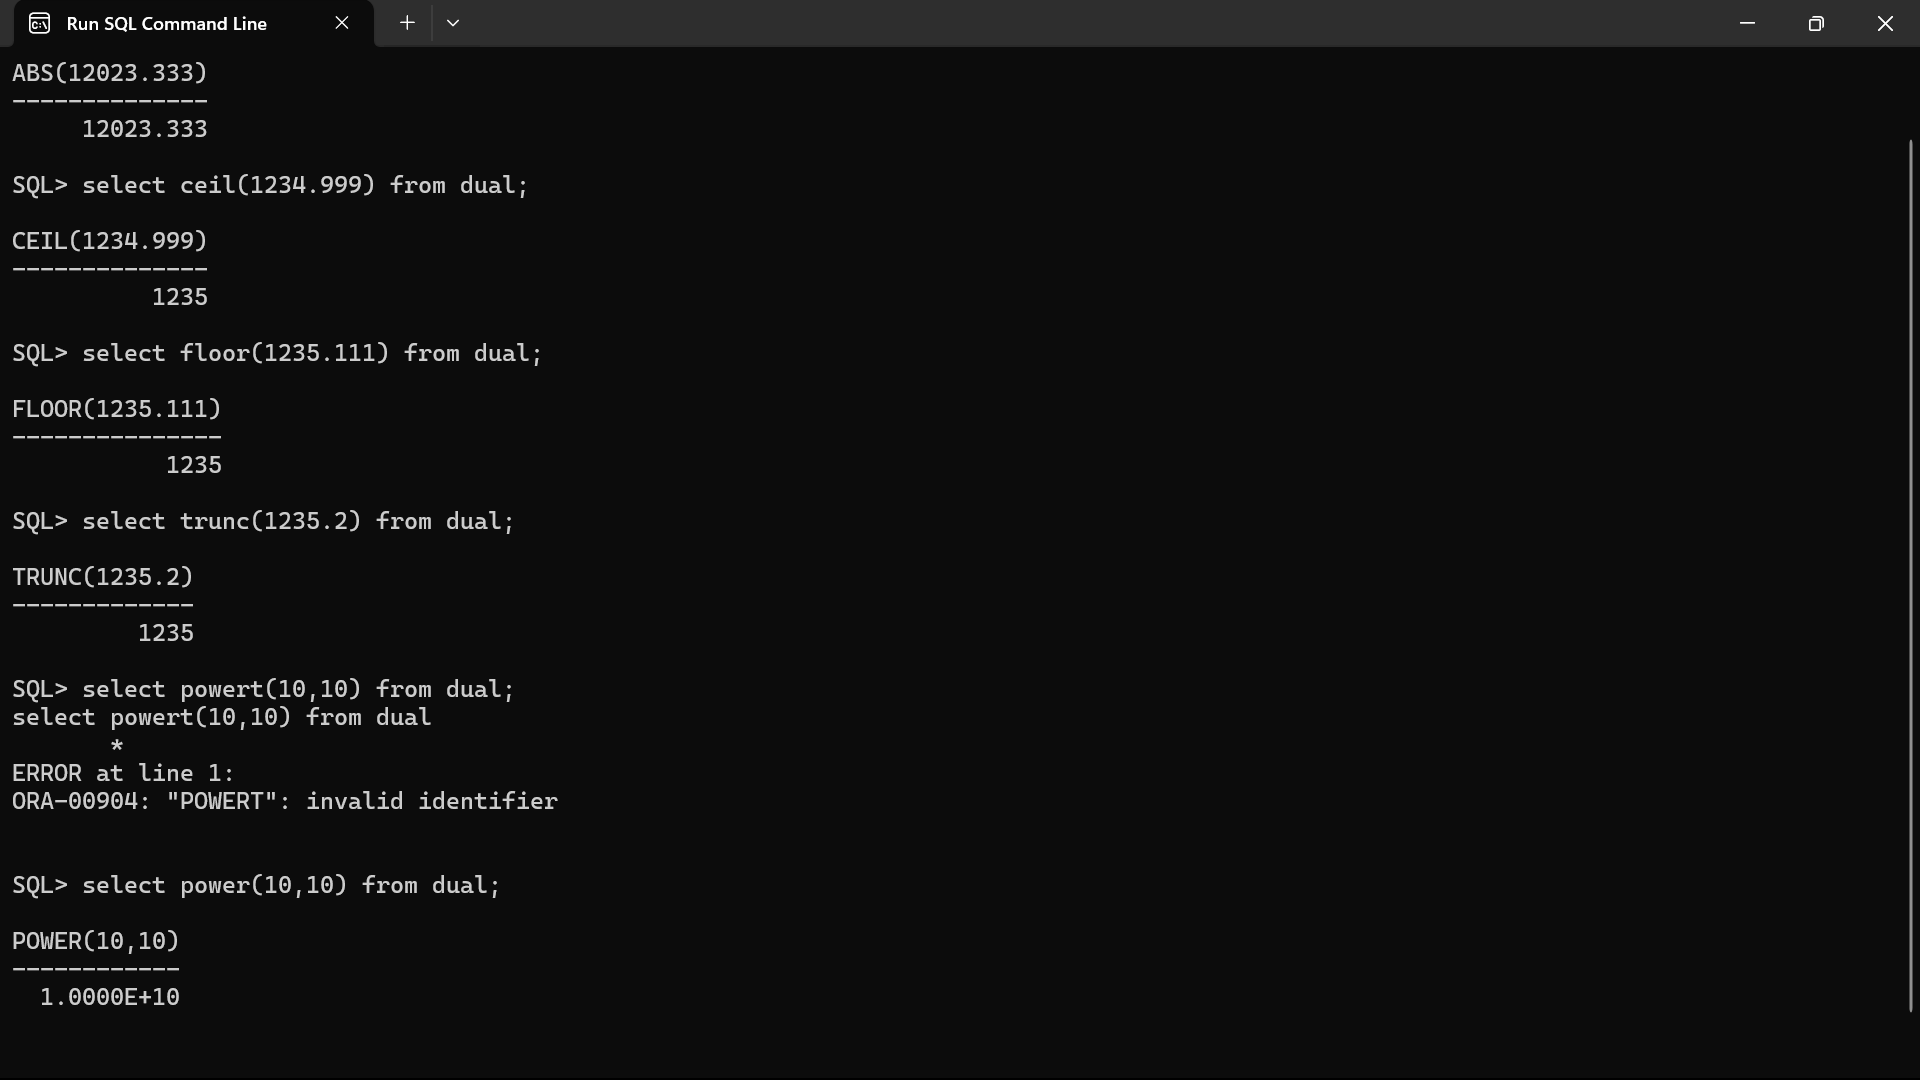 Run SQL Command Line
ABS(12023.333)
--------------
     12023.333
SQL> select ceil(1234.999) from dual;
CEIL(1234.999)
--------------
          1235
SQL> select floor(1235.111) from dual;
FLOOR(1235.111)
---------------
           1235
SQL> select trunc(1235.2) from dual;
TRUNC(1235.2)
-------------
         1235
SQL> select powert(10,10) from dual;
select powert(10,10) from dual
       *
ERROR at line 1:
ORA-00904: "POWERT": invalid identifier
SQL> select power(10,10) from dual;
POWER(10,10)
------------
  1.0000E+10